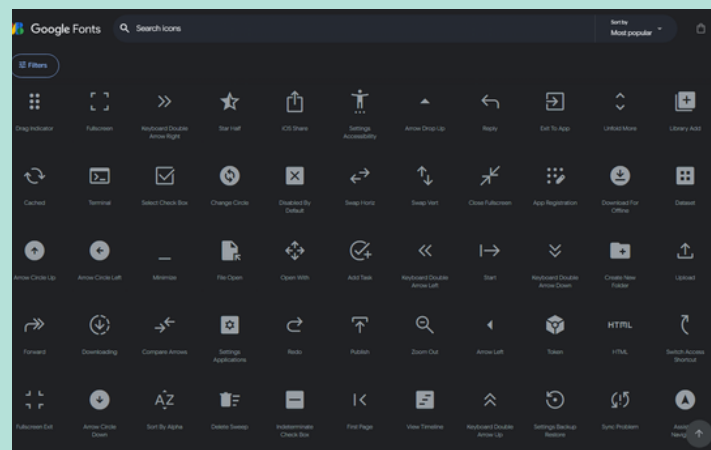 Google Fonts
Search icons
Sort by
Most popular
Filters
Drag Indicator
Fullscreen
Keyboard Double
Arrow Right
Star Half
IOS Share
Settings
Accessibility
Arrow Drop Up
Reply
Exit To App
Unfold More
Library Add
Cached
Terminal
Select Check Box
Change Circle
Disabled By
Default
Swap Horiz
Swap Vert
Close Fullscreen
App Registration
Download For
Offline
Dataset
Arrow Circle Up
Arrow Circle Left
Minimize
File Open
Open With
Add Task
Keyboard Double
Arrow Left
Start
Keyboard Double
Arrow Down
Create New
Folder
Upload
HTML
Forward
Downloading
Compare Arrows
Settings
Applications
Redo
Publish
Zoom Out
Arrow Left
Token
HTML
Switch Access
Shortcut
AZ
Fullscreen Exit
Arrow Circle
Down
Sort By Alpha
Delete Sweep
Indeterminate
Check Box
First Page
View Timeline
Keyboard Double
Arrow Up
Settings Backup
Restore
Sync Problem